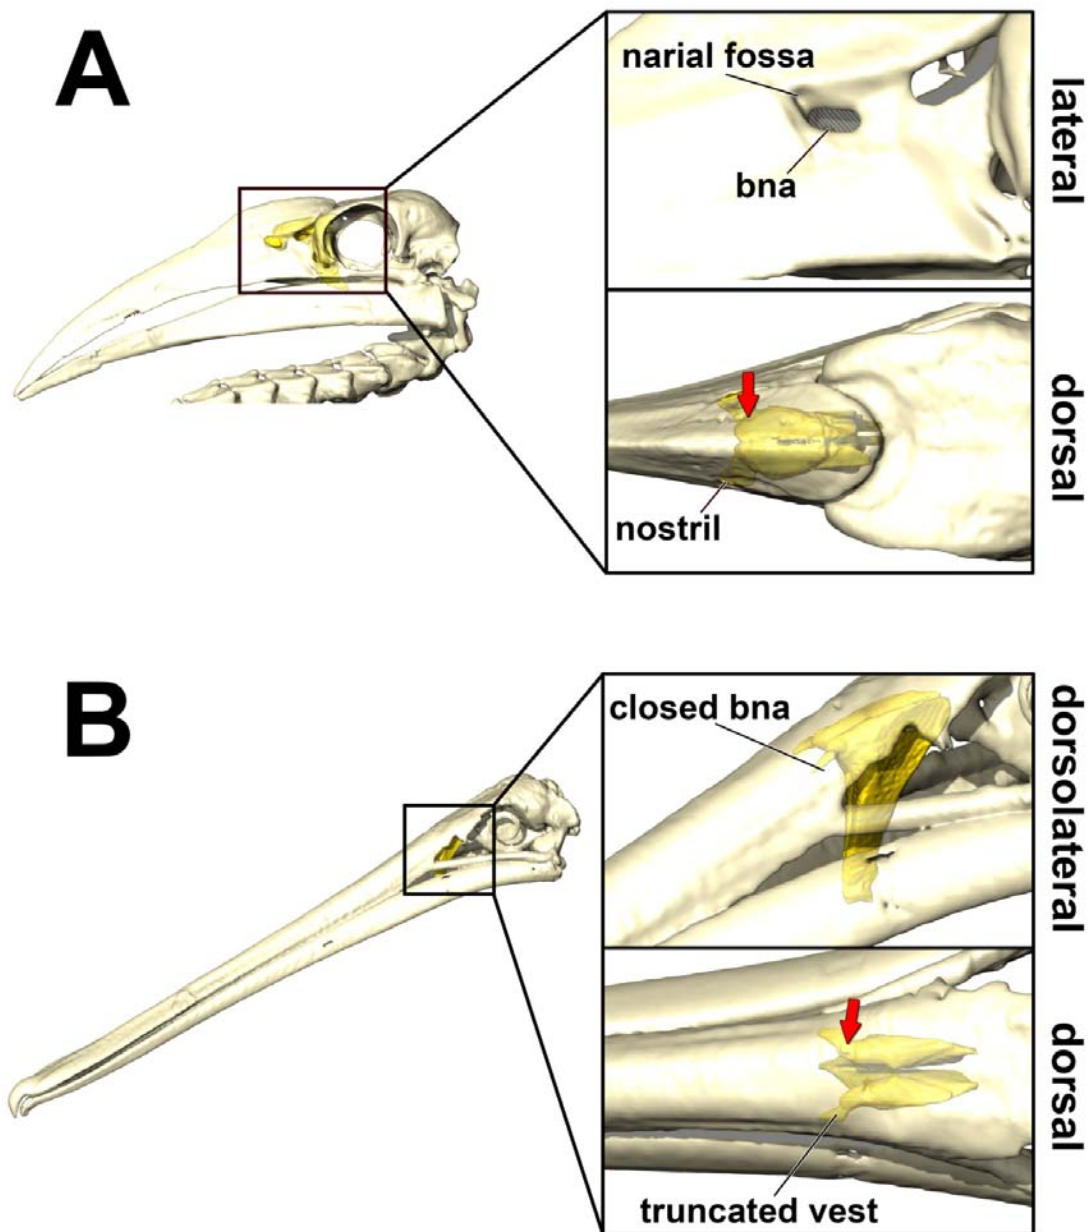 A
narial fossa
bna
lateral
nostril
dorsal
B
closed bna
dorsolateral
truncated vest
dorsal